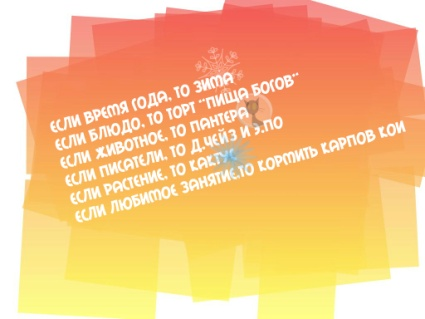 ЕСЛИ ВРЕМЯ ГОДА, ТО ЗИМА
ЕСЛИ БЛЮДО, ТО ТОРТ "ПИЩА БОГОВ"
ЕСЛИ ЖИВОТНОЕ, ТО ПАНТЕРА
ЕСЛИ ПИСАТЕЛИ, ТО Д.ЧЕЙЗ И Э.ПО
ЕСЛИ РАСТЕНИЕ, ТО КАКТУС
ЕСЛИ ЛЮБИМОЕ ЗАНЯТИЕ,ТО КОРМИТЬ КАРПОВ КОИ